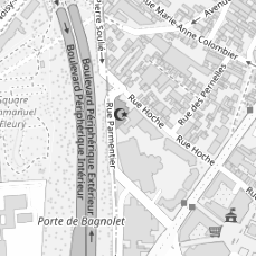 Pierre Soulié
Avenue
Rue Marie-Anne Colombier
Boulevard Périphérique Extérieur
Boulevard Périphérique Intérieur
Rue Hoche
Rue des Pernelles
Square
Emmanuel
Fleury
Rue Parmentier
Rue Hoche
Porte de Bagnolet